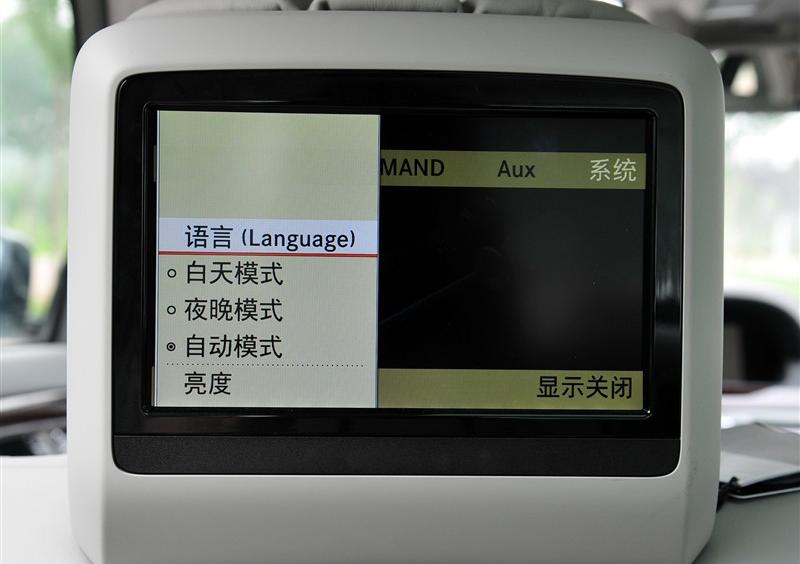 MAND Aux 系统
语言 (Language)
白天模式
夜晚模式
自动模式
亮度
显示关闭